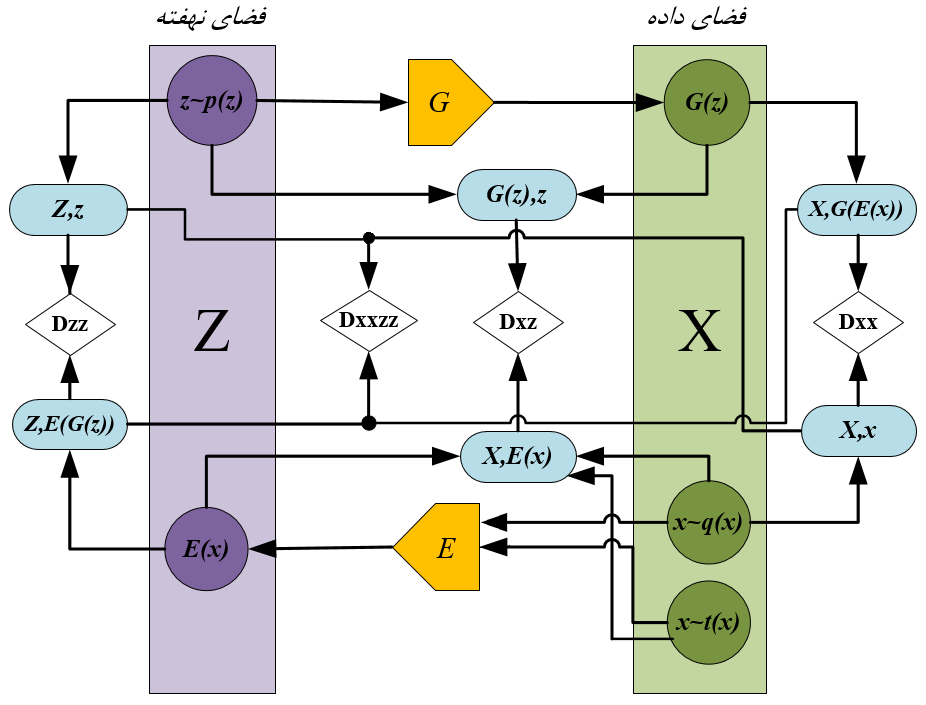 فضای نهفته
فضای داده
z~p(z)
G
G(z)
Z,z
G(z),z
X,G(E(x))
Dzz
Z
Dxxzz
Dxz
X
Dxx
Z,E(G(z))
X,E(x)
X,x
E(x)
E
x~q(x)
x~t(x)